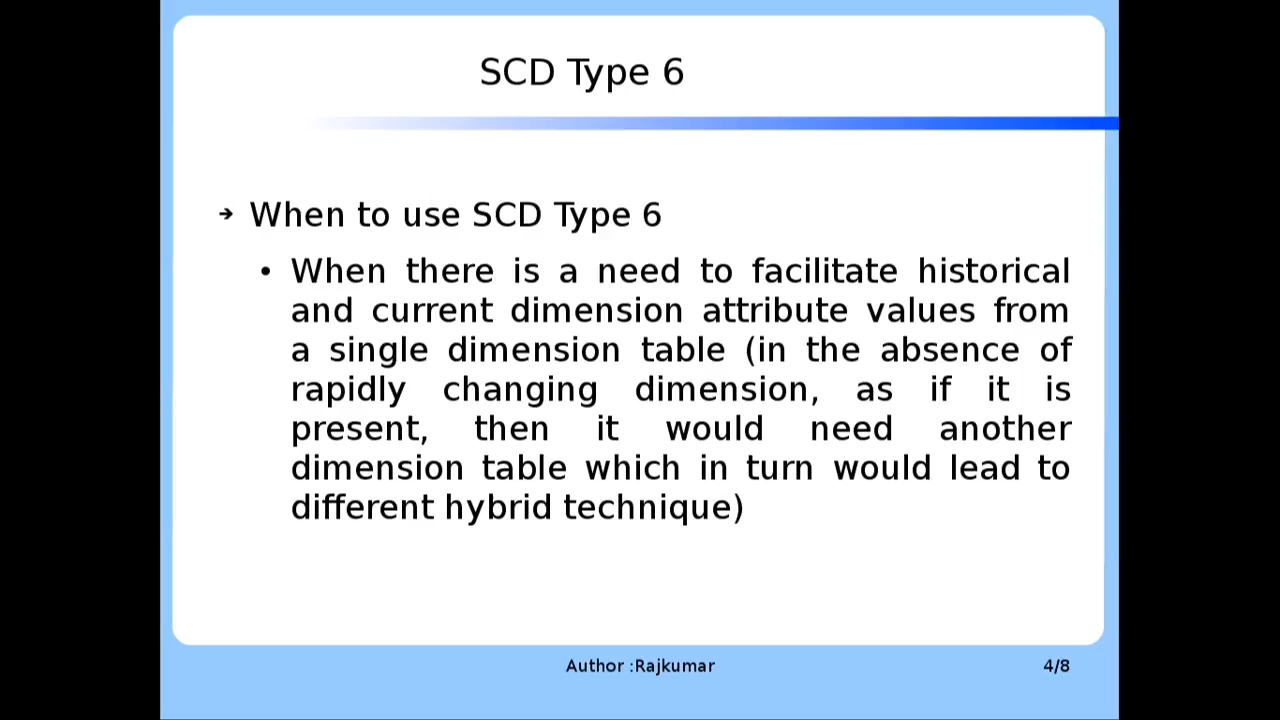 SCD Type 6
➔ When to use SCD Type 6
• When there is a need to facilitate historical
and current dimension attribute values from
a single dimension table (in the absence of
rapidly changing dimension, as if it is
present, then it would need another
dimension table which in turn would lead to
different hybrid technique)
Author :Rajkumar
4/8